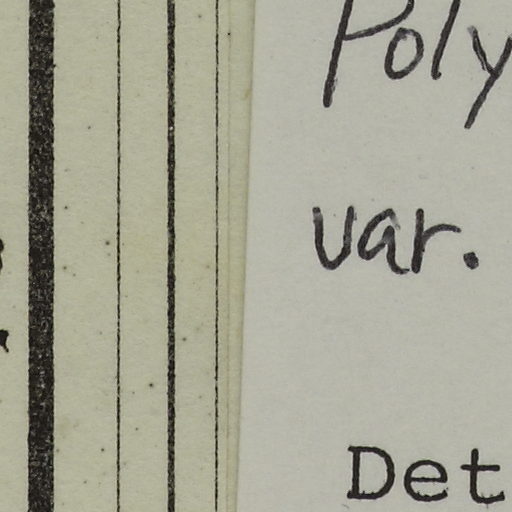 Poly
var.
Det